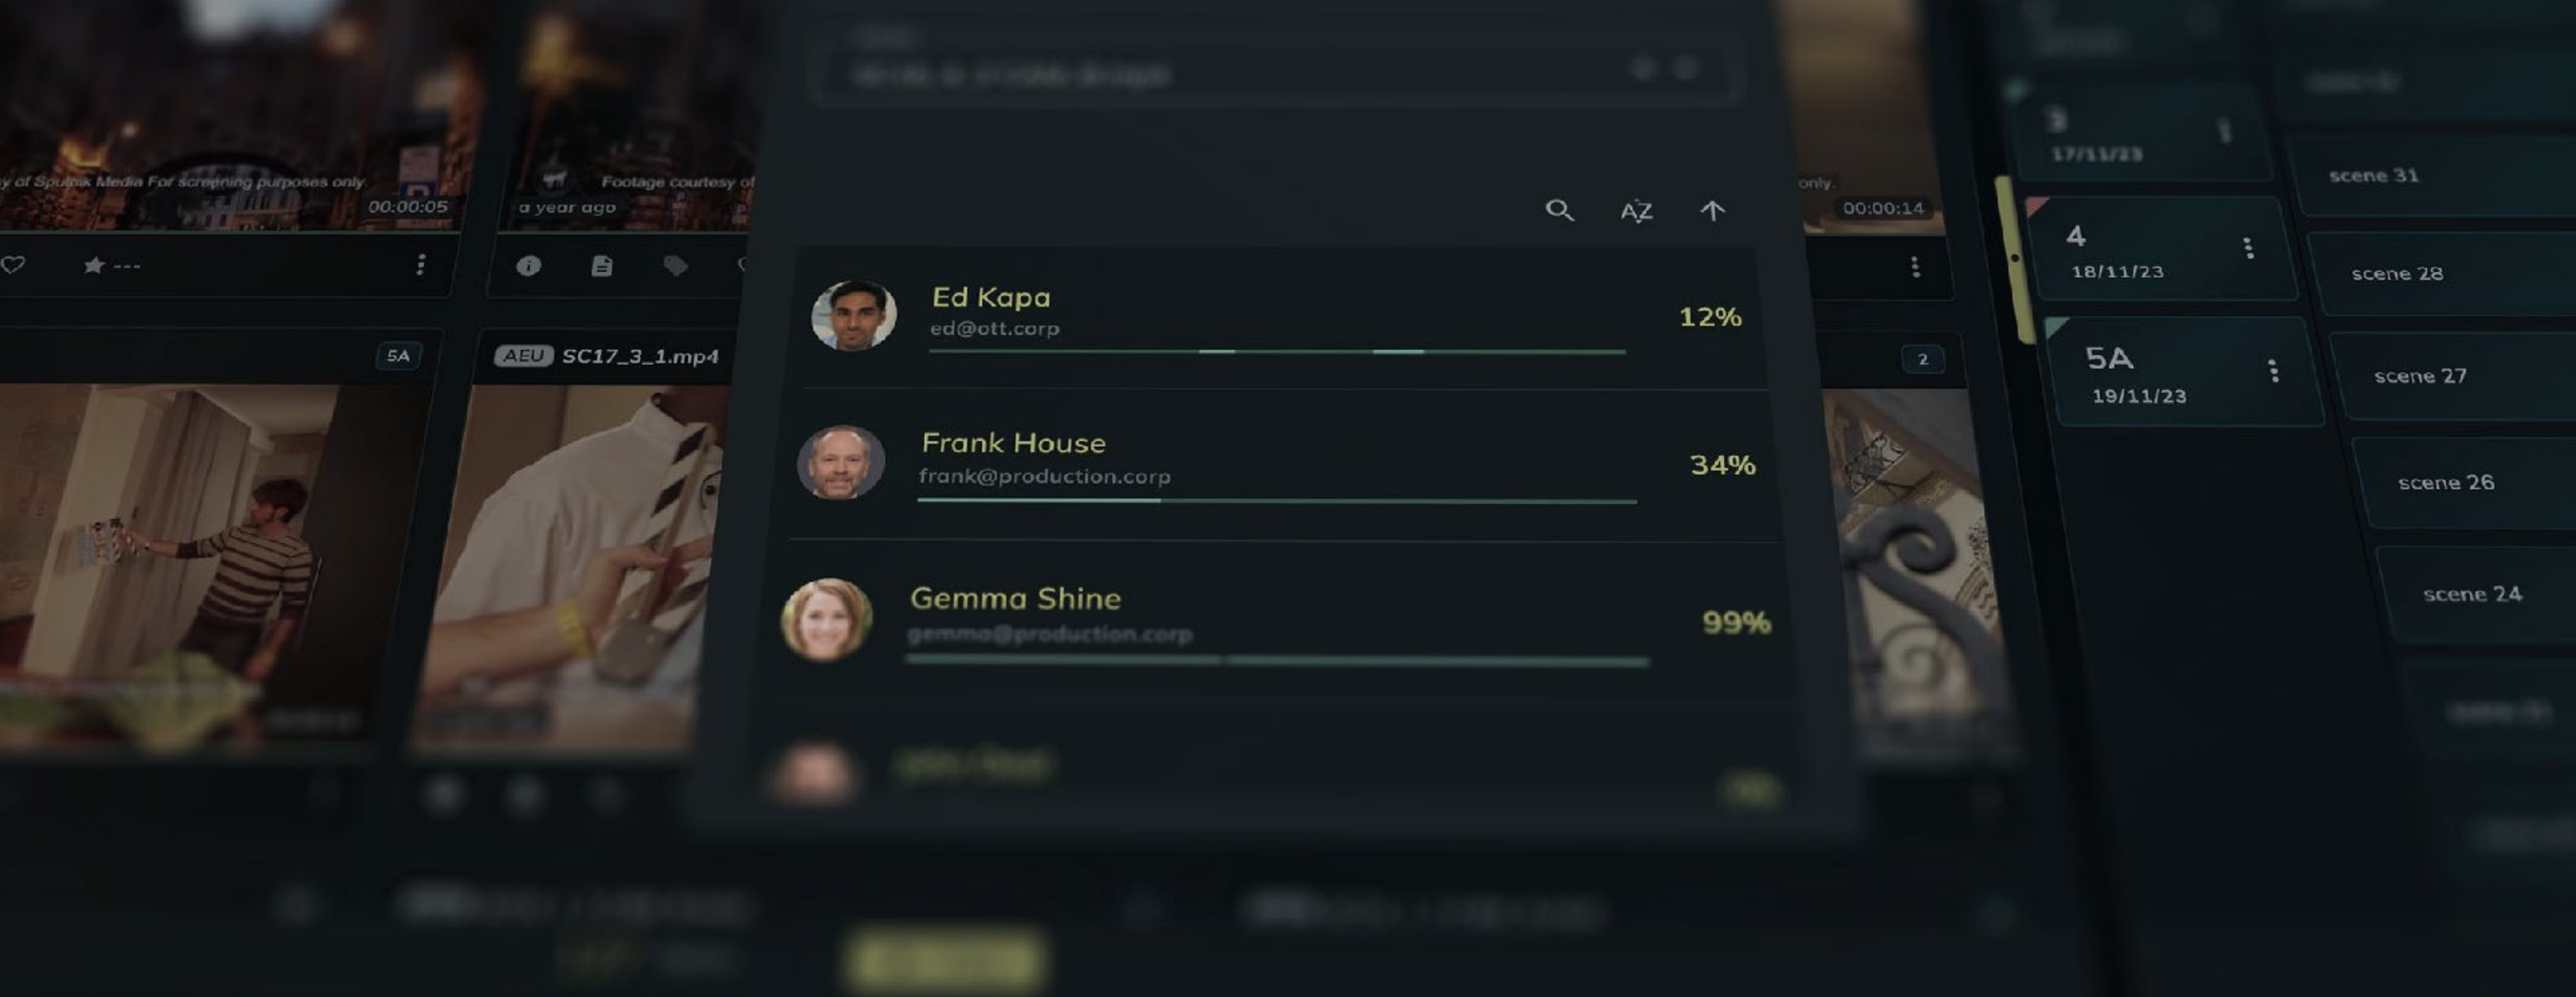 y of Sputnik Media For screening purposes only
00:00:05
Footage courtesy of
a year ago
only.
00:00:14
---
5A
AEU SC17_3_1.mp4
2
AZ
Ed Kapa
ed@ott.corp
12%
Frank House
frank@production.corp
34%
Gemma Shine
gemma@production.corp
99%
3
17/11/23
4
18/11/23
5A
19/11/23
scene 31
scene 28
scene 27
scene 26
scene 24